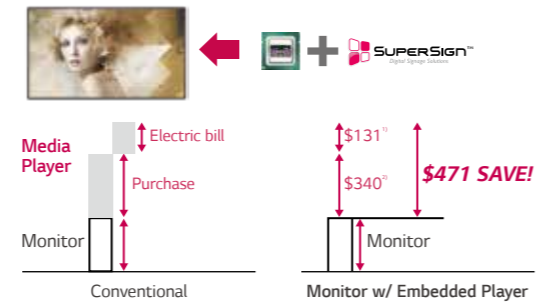 SUPERSIGN™
Digital Signage Solutions
Media
Player
Electric bill
Purchase
Monitor
Conventional
$131¹⁾
$340²⁾
$471 SAVE!
Monitor
Monitor w/ Embedded Player